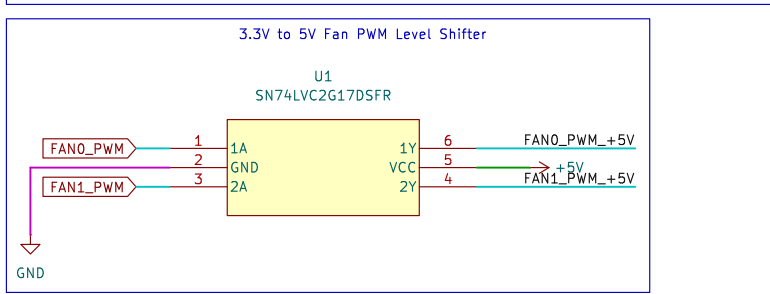 3.3V to 5V Fan PWM Level Shifter
U1
SN74LVC2G17DSFR
FAN0_PWM 1 1A 1Y 6 FAN0_PWM_+5V
2 GND VCC 5 +5V
FAN1_PWM 3 2A 2Y 4 FAN1_PWM_+5V
GND